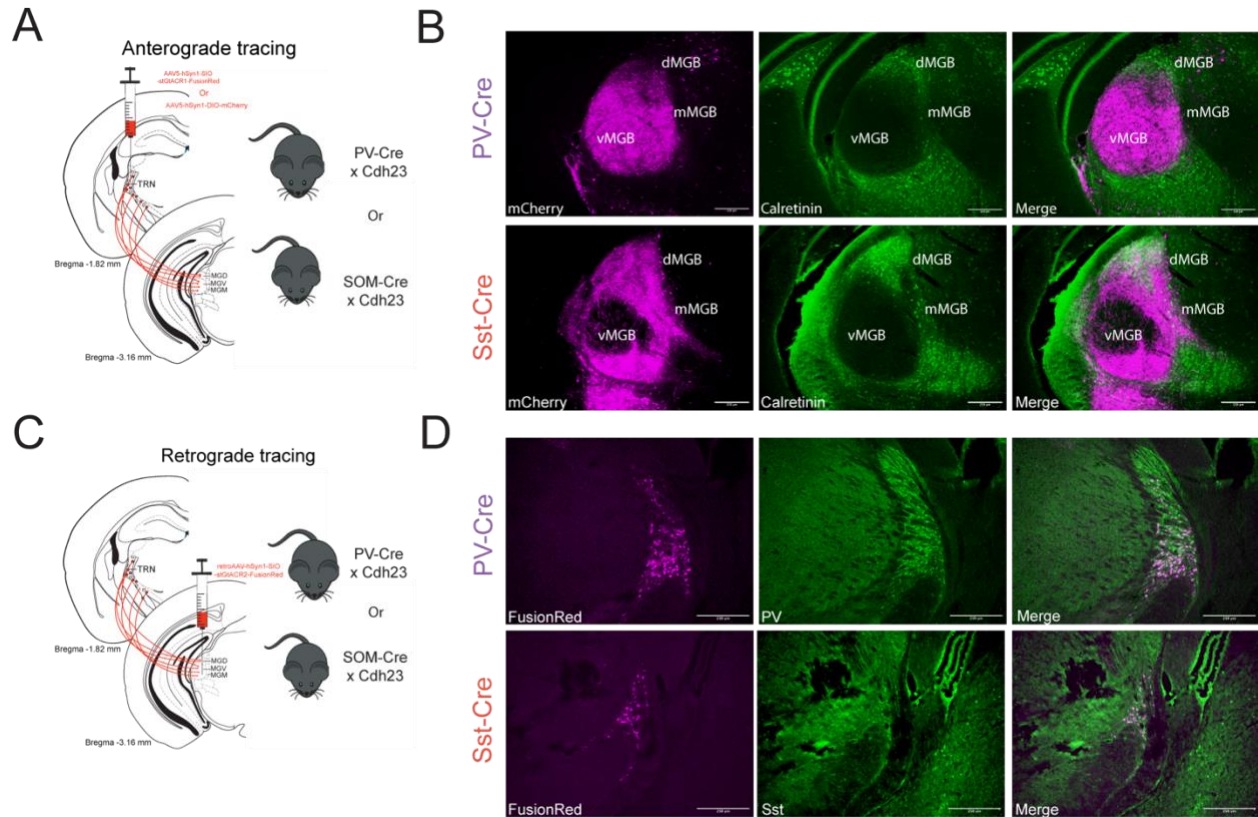 A
Anterograde tracing
AAV5-hSyn1-SIO
-stGtACR1-FusionRed
Or
AAV5-hSyn1-DIO-mCherry
TRN
Bregma -1.82 mm
MGD
MGV
MGM
Bregma -3.16 mm
PV-Cre
x Cdh23
Or
SOM-Cre
x Cdh23
B
PV-Cre
dMGB
mMGB
vMGB
mCherry
dMGB
mMGB
vMGB
Calretinin
dMGB
mMGB
vMGB
Merge
Sst-Cre
dMGB
mMGB
vMGB
mCherry
dMGB
mMGB
vMGB
Calretinin
dMGB
mMGB
vMGB
Merge
C
Retrograde tracing
retroAAV-hSyn1-SIO
-stGtACR2-FusionRed
TRN
Bregma -1.82 mm
MGD
MGV
MGM
Bregma -3.16 mm
PV-Cre
x Cdh23
Or
SOM-Cre
x Cdh23
D
PV-Cre
FusionRed
PV
Merge
Sst-Cre
FusionRed
Sst
Merge